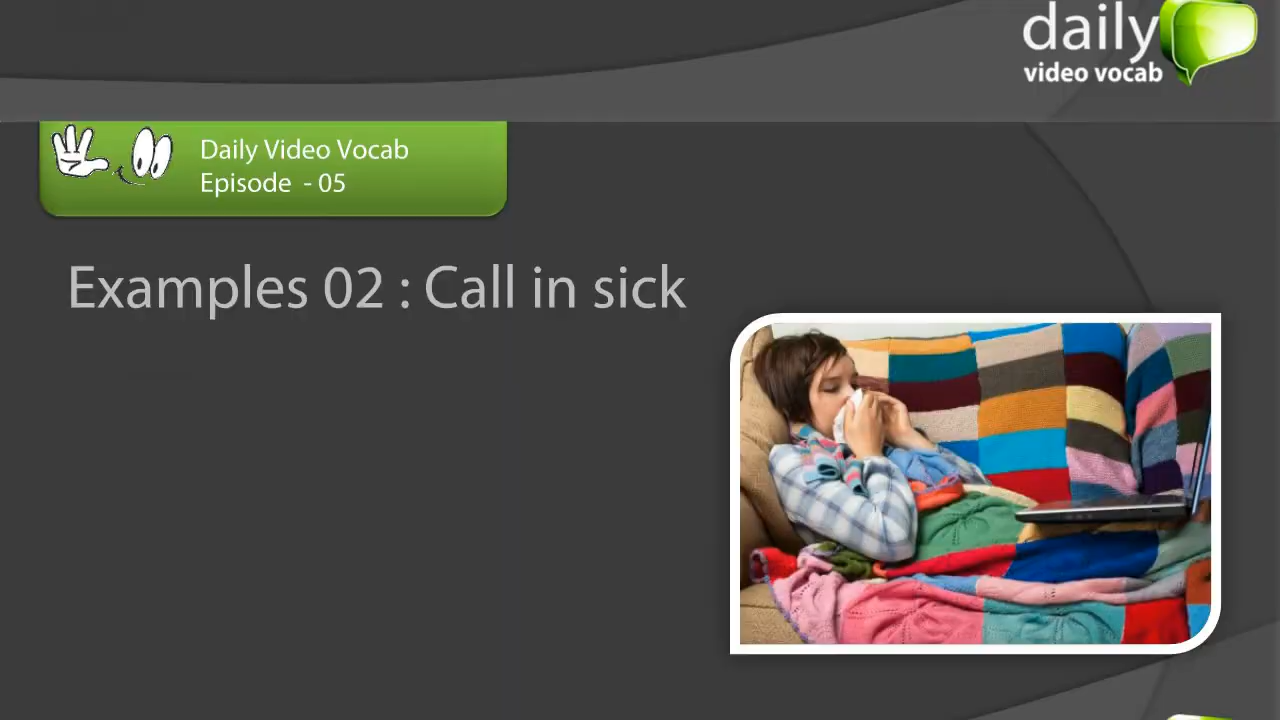 daily
video vocab
Daily Video Vocab
Episode - 05
Examples 02 : Call in sick